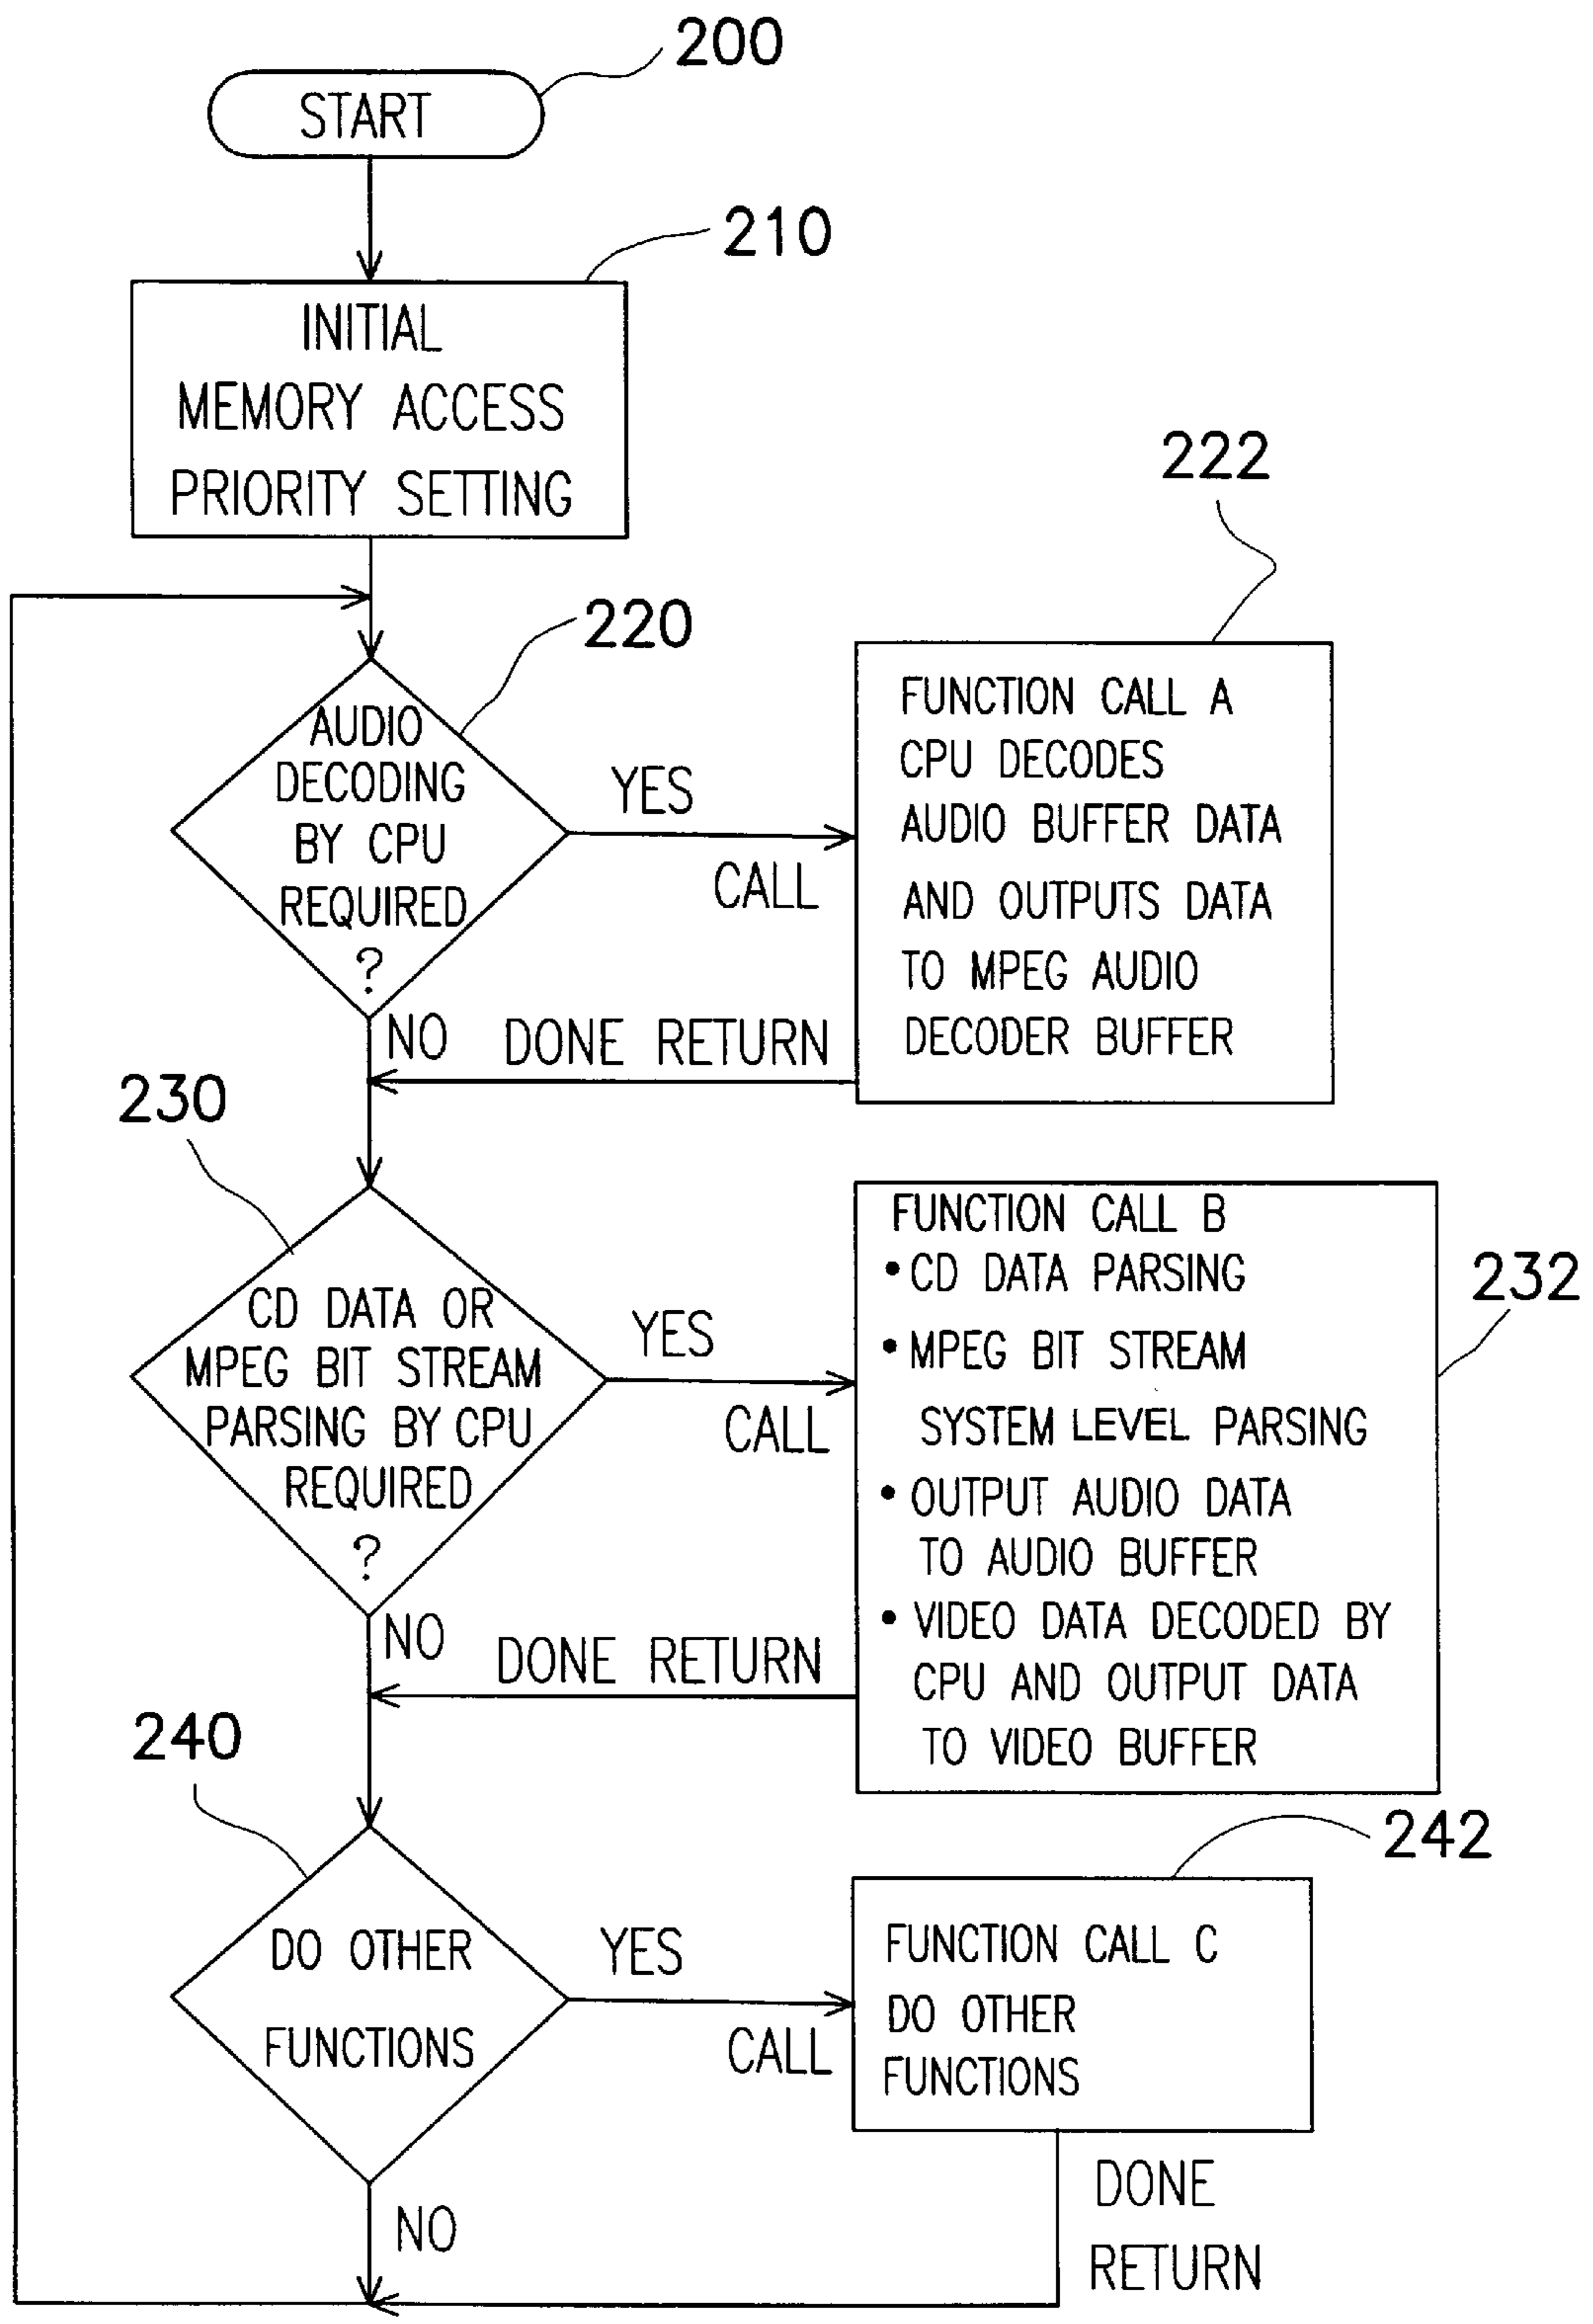 200
START
210
INITIAL
MEMORY ACCESS
PRIORITY SETTING
220
AUDIO
DECODING
BY CPU
REQUIRED
?
YES
CALL
222
FUNCTION CALL A
CPU DECODES
AUDIO BUFFER DATA
AND OUTPUTS DATA
TO MPEG AUDIO
DECODER BUFFER
NO
DONE RETURN
230
CD DATA OR
MPEG BIT STREAM
PARSING BY CPU
REQUIRED
?
YES
CALL
232
FUNCTION CALL B
• CD DATA PARSING
• MPEG BIT STREAM
SYSTEM LEVEL PARSING
• OUTPUT AUDIO DATA
TO AUDIO BUFFER
• VIDEO DATA DECODED BY
CPU AND OUTPUT DATA
TO VIDEO BUFFER
NO
DONE RETURN
240
DO OTHER
FUNCTIONS
YES
CALL
242
FUNCTION CALL C
DO OTHER
FUNCTIONS
NO
DONE
RETURN